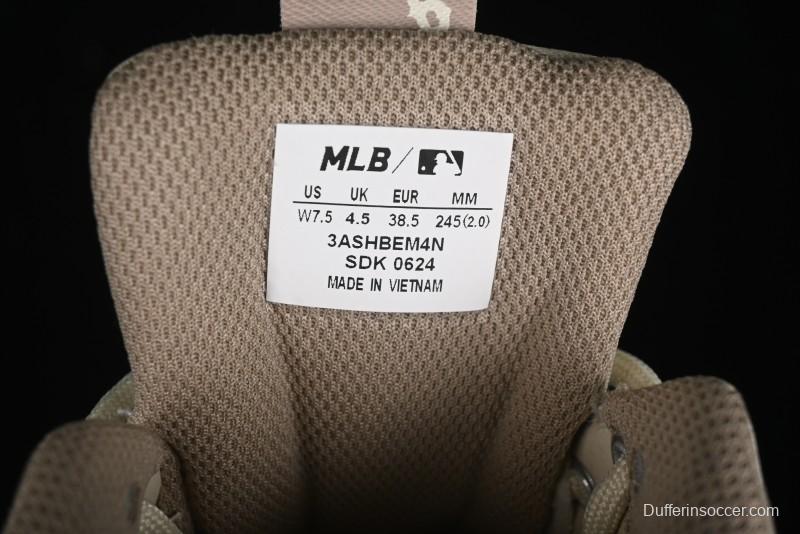 MLB/
US UK EUR MM
W7.5 4.5 38.5 245(2.0)
3ASHBEM4N
SDK 0624
MADE IN VIETNAM
Dufferinsoccer.com